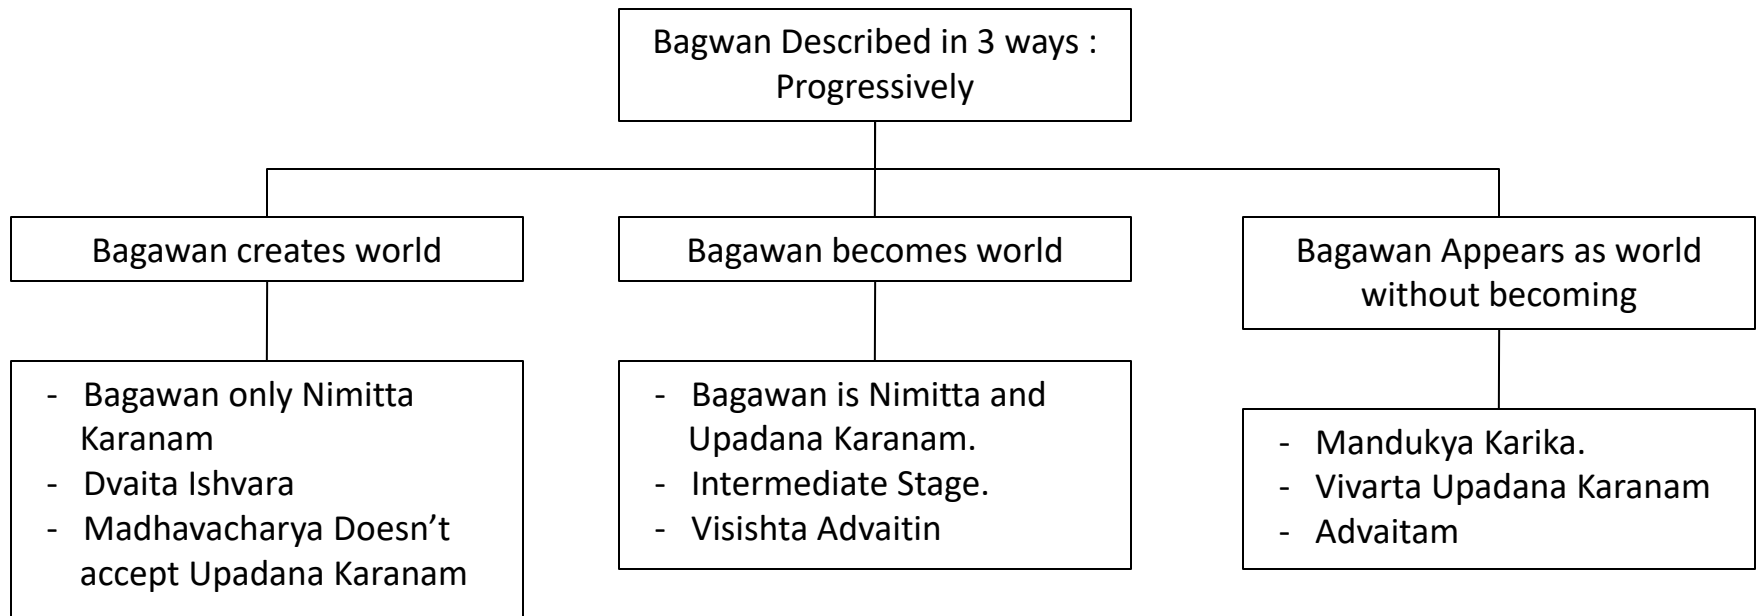 Bagwan Described in 3 ways :
Progressively
Bagawan creates world
Bagawan becomes world
Bagawan Appears as world
without becoming
- Bagawan only Nimitta
Karanam
- Dvaita Ishvara
- Madhavacharya Doesn’t
accept Upadana Karanam
- Bagawan is Nimitta and
Upadana Karanam.
- Intermediate Stage.
- Visishta Advaitin
- Mandukya Karika.
- Vivarta Upadana Karanam
- Advaitam